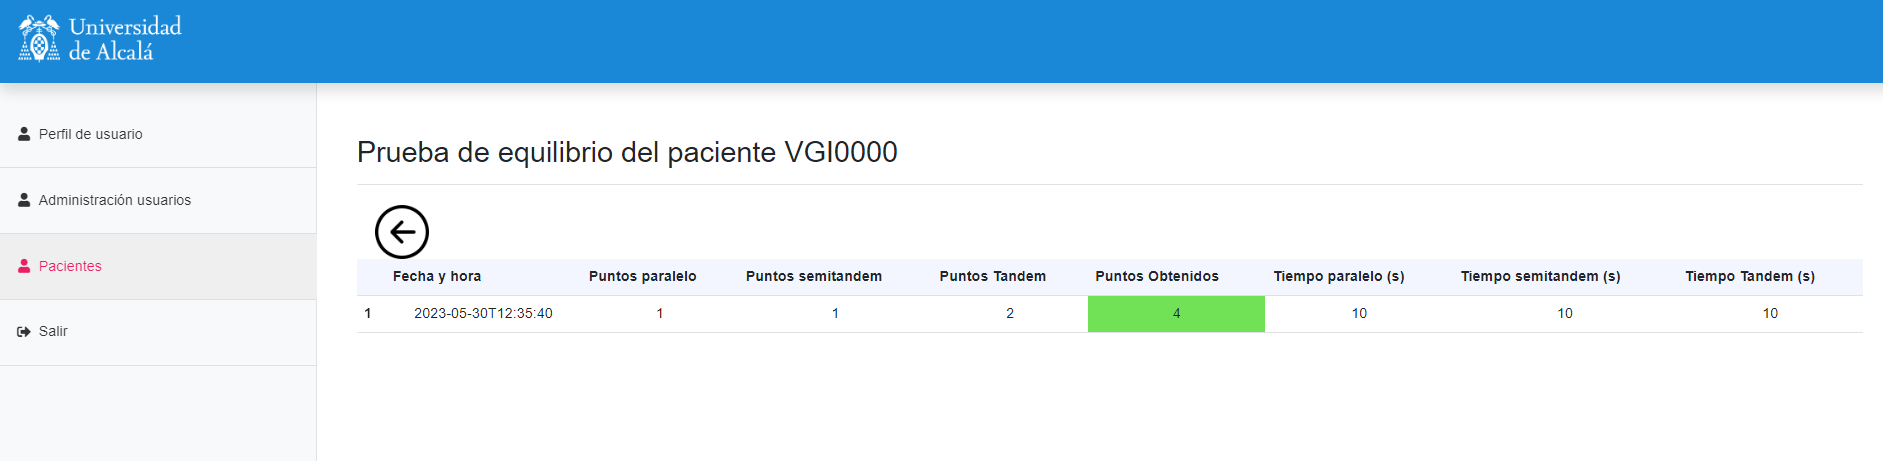 Universidad
de Alcalá
Perfil de usuario
Administración usuarios
Pacientes
Salir
Prueba de equilibrio del paciente VGI0000
Fecha y hora Puntos paralelo Puntos semitandem Puntos Tandem Puntos Obtenidos Tiempo paralelo (s) Tiempo semitandem (s) Tiempo Tandem (s)
1 2023-05-30T12:35:40 1 1 2 4 10 10 10